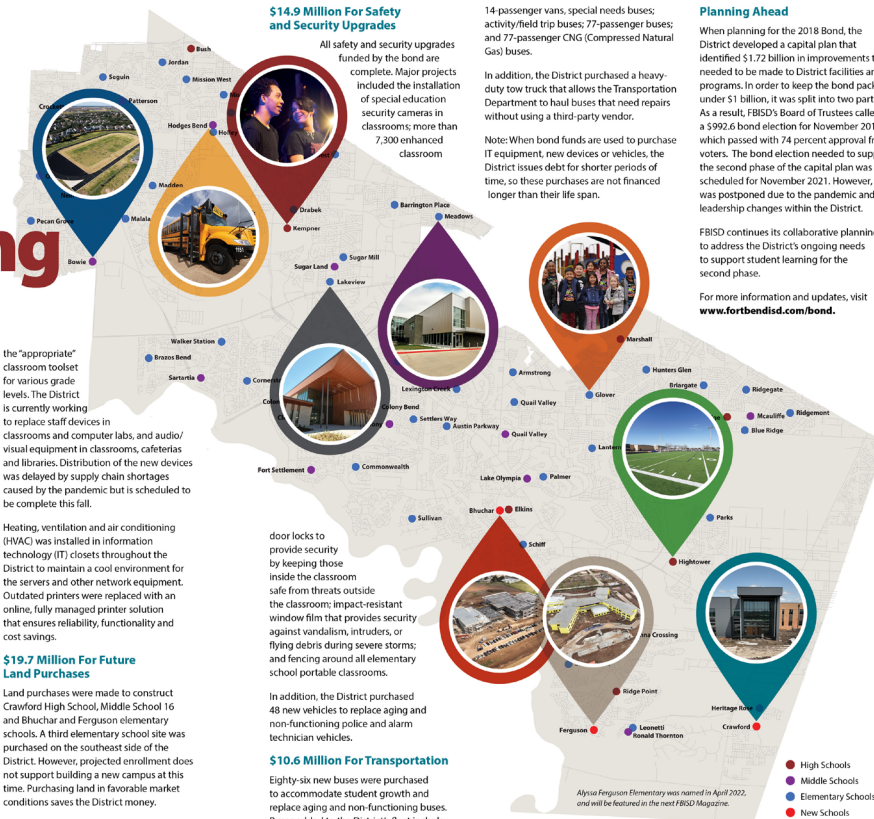 ng
the "appropriate"
classroom toolset
for various grade
levels. The District
is currently working
to replace staff devices in
classrooms and computer labs, and audio/
visual equipment in classrooms, cafeterias
and libraries. Distribution of the new devices
was delayed by supply chain shortages
caused by the pandemic but is scheduled to
be complete this fall.
Heating, ventilation and air conditioning
(HVAC) was installed in information
technology (IT) closets throughout the
District to maintain a cool environment for
the servers and other network equipment.
Outdated printers were replaced with an
online, fully managed printer solution
that ensures reliability, functionality and
cost savings.
$19.7 Million For Future
Land Purchases
Land purchases were made to construct
Crawford High School, Middle School 16
and Bhuchar and Ferguson elementary
schools. A third elementary school site was
purchased on the southeast side of the
District. However, projected enrollment does
not support building a new campus at this
time. Purchasing land in favorable market
conditions saves the District money.
$14.9 Million For Safety
and Security Upgrades
All safety and security upgrades
funded by the bond are
complete. Major projects
included the installation
of special education
security cameras in
classrooms; more than
7,300 enhanced
classroom
door locks to
provide security
by keeping those
inside the classroom
safe from threats outside
the classroom; impact-resistant
window film that provides security
against vandalism, intruders, or
flying debris during severe storms;
and fencing around all elementary
school portable classrooms.
In addition, the District purchased
48 new vehicles to replace aging and
non-functioning police and alarm
technician vehicles.
$10.6 Million For Transportation
Eighty-six new buses were purchased
to accommodate student growth and
replace aging and non-functioning buses.
14-passenger vans, special needs buses;
activity/field trip buses; 77-passenger buses;
and 77-passenger CNG (Compressed Natural
Gas) buses.
In addition, the District purchased a heavy-
duty tow truck that allows the Transportation
Department to haul buses that need repairs
without using a third-party vendor.
Note: When bond funds are used to purchase
IT equipment, new devices or vehicles, the
District issues debt for shorter periods of
time, so these purchases are not financed
longer than their life span.
Planning Ahead
When planning for the 2018 Bond, the
District developed a capital plan that
identified $1.72 billion in improvements t
needed to be made to District facilities an
programs. In order to keep the bond pack
under $1 billion, it was split into two part
As a result, FBISD's Board of Trustees calle
a $992.6 bond election for November 201
which passed with 74 percent approval fr
voters. The bond election needed to supp
the second phase of the capital plan was
scheduled for November 2021. However,
was postponed due to the pandemic and
leadership changes within the District.
FBISD continues its collaborative planning
to address the District's ongoing needs
to support student learning for the
second phase.
For more information and updates, visit
www.fortbendisd.com/bond.
Bush
Jordan
Seguin
Mission West
Patterson
Hodges Bend
Madden
Drabek
Kempner
Pecan Grove
Malala
Bowie
Barrington Place
Meadows
Sugar Mill
Sugar Land
Lakeview
Walker Station
Brazos Bend
Sartartia
Marshall
Armstrong
Hunters Glen
Briargate
Ridgegate
Glover
Lexington Creek
Quail Valley
Colony Bend
Settlers Way
Austin Parkway
Quail Valley
Mcauliffe
Ridgemont
Blue Ridge
Lantern
Fort Settlement
Commonwealth
Lake Olympia
Palmer
Bhuchar
Elkins
Sullivan
Parks
Schiff
Hightower
na Crossing
Ridge Point
Heritage Rose
Ferguson
Leonetti
Ronald Thornton
Crawford
Alyssa Ferguson Elementary was named in April 2022,
and will be featured in the next FBISD Magazine.
High Schools
Middle Schools
Elementary Schools
New Schools